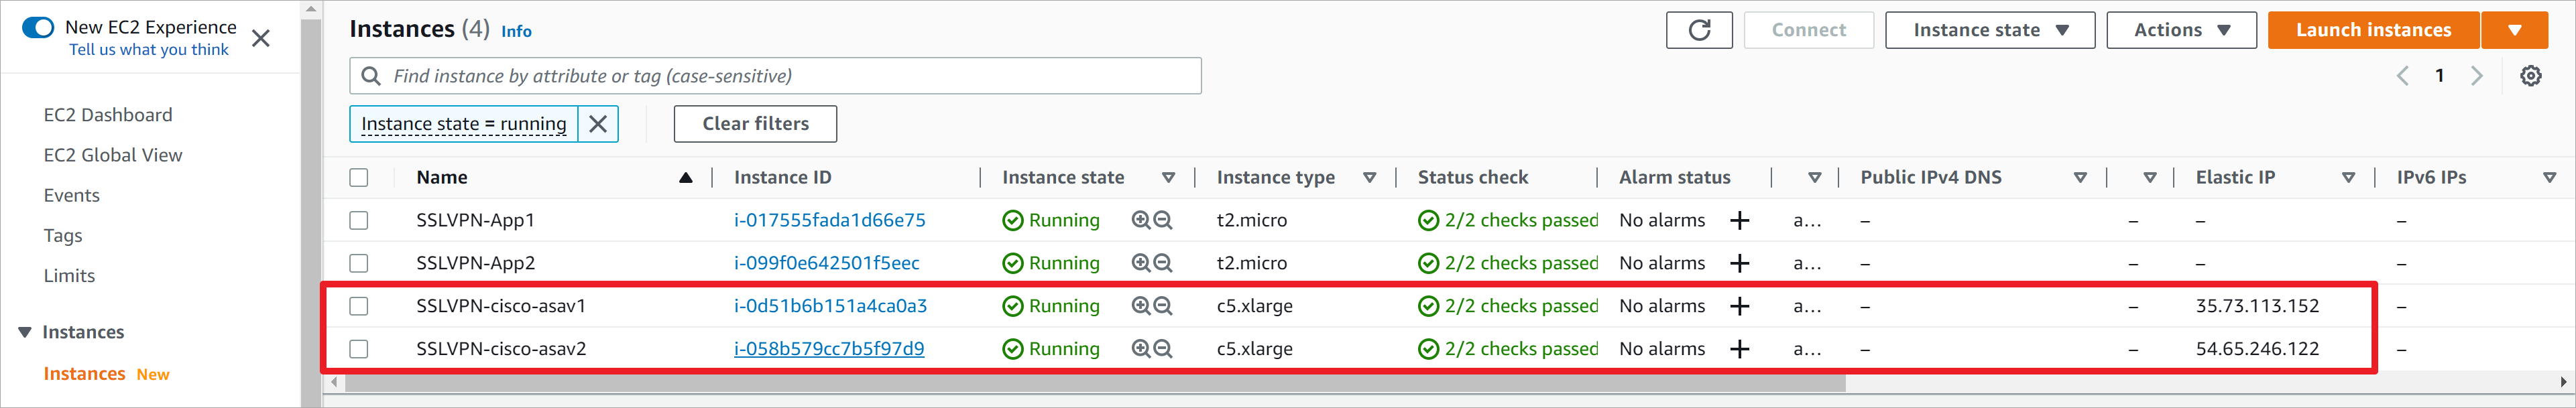 New EC2 Experience
Tell us what you think
EC2 Dashboard
EC2 Global View
Events
Tags
Limits
Instances
Instances New
Instances (4) Info
Connect Instance state Actions Launch instances
Find instance by attribute or tag (case-sensitive)
1
Instance state = running Clear filters
Name Instance ID Instance state Instance type Status check Alarm status Public IPv4 DNS Elastic IP IPv6 IPs
SSLVPN-App1 i-017555fada1d66e75 Running t2.micro 2/2 checks passed No alarms + a... – – – –
SSLVPN-App2 i-099f0e642501f5eec Running t2.micro 2/2 checks passed No alarms + a... – – – –
SSLVPN-cisco-asav1 i-0d51b6b151a4ca0a3 Running c5.xlarge 2/2 checks passed No alarms + a... – – 35.73.113.152 –
SSLVPN-cisco-asav2 i-058b579cc7b5f97d9 Running c5.xlarge 2/2 checks passed No alarms + a... – – 54.65.246.122 –